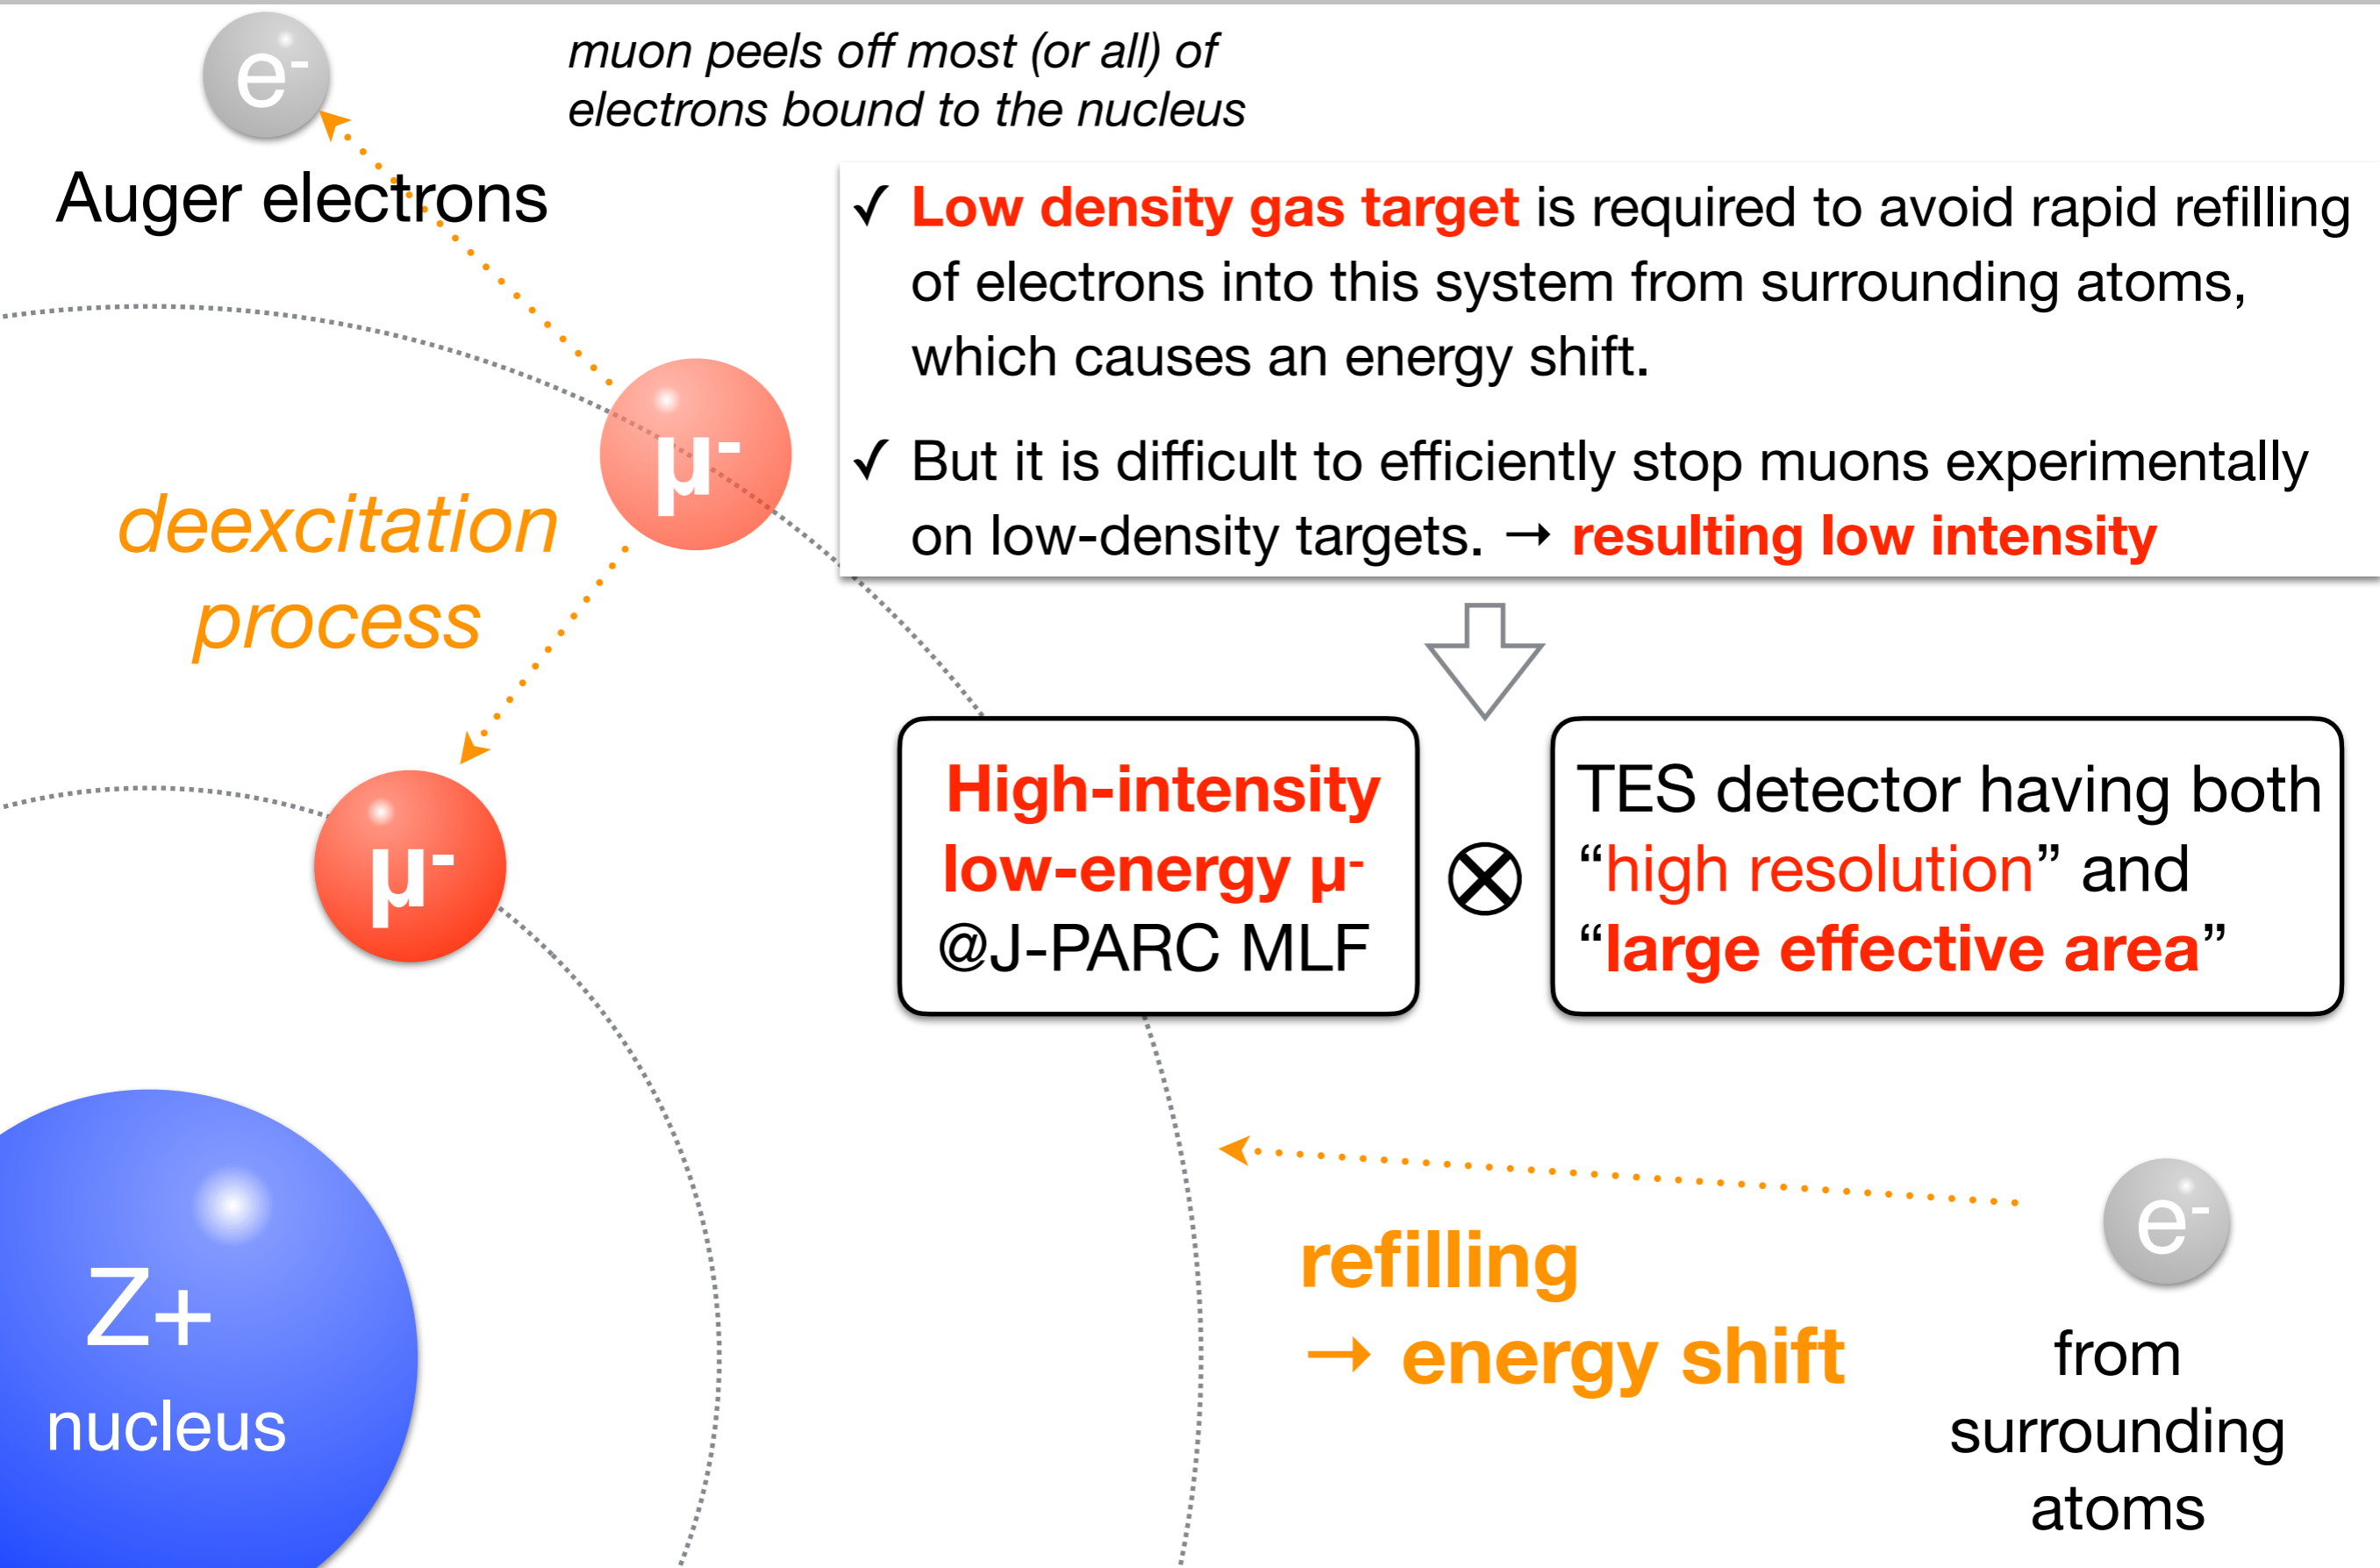 e-
muon peels off most (or all) of
electrons bound to the nucleus
Auger electrons
✓ Low density gas target is required to avoid rapid refilling
of electrons into this system from surrounding atoms,
which causes an energy shift.
✓ But it is difficult to efficiently stop muons experimentally
on low-density targets. → resulting low intensity
μ-
deexcitation
process
μ-
High-intensity
low-energy μ-
@J-PARC MLF
⊗
TES detector having both
“high resolution” and
“large effective area”
Z+
nucleus
refilling
→ energy shift
e-
from
surrounding
atoms